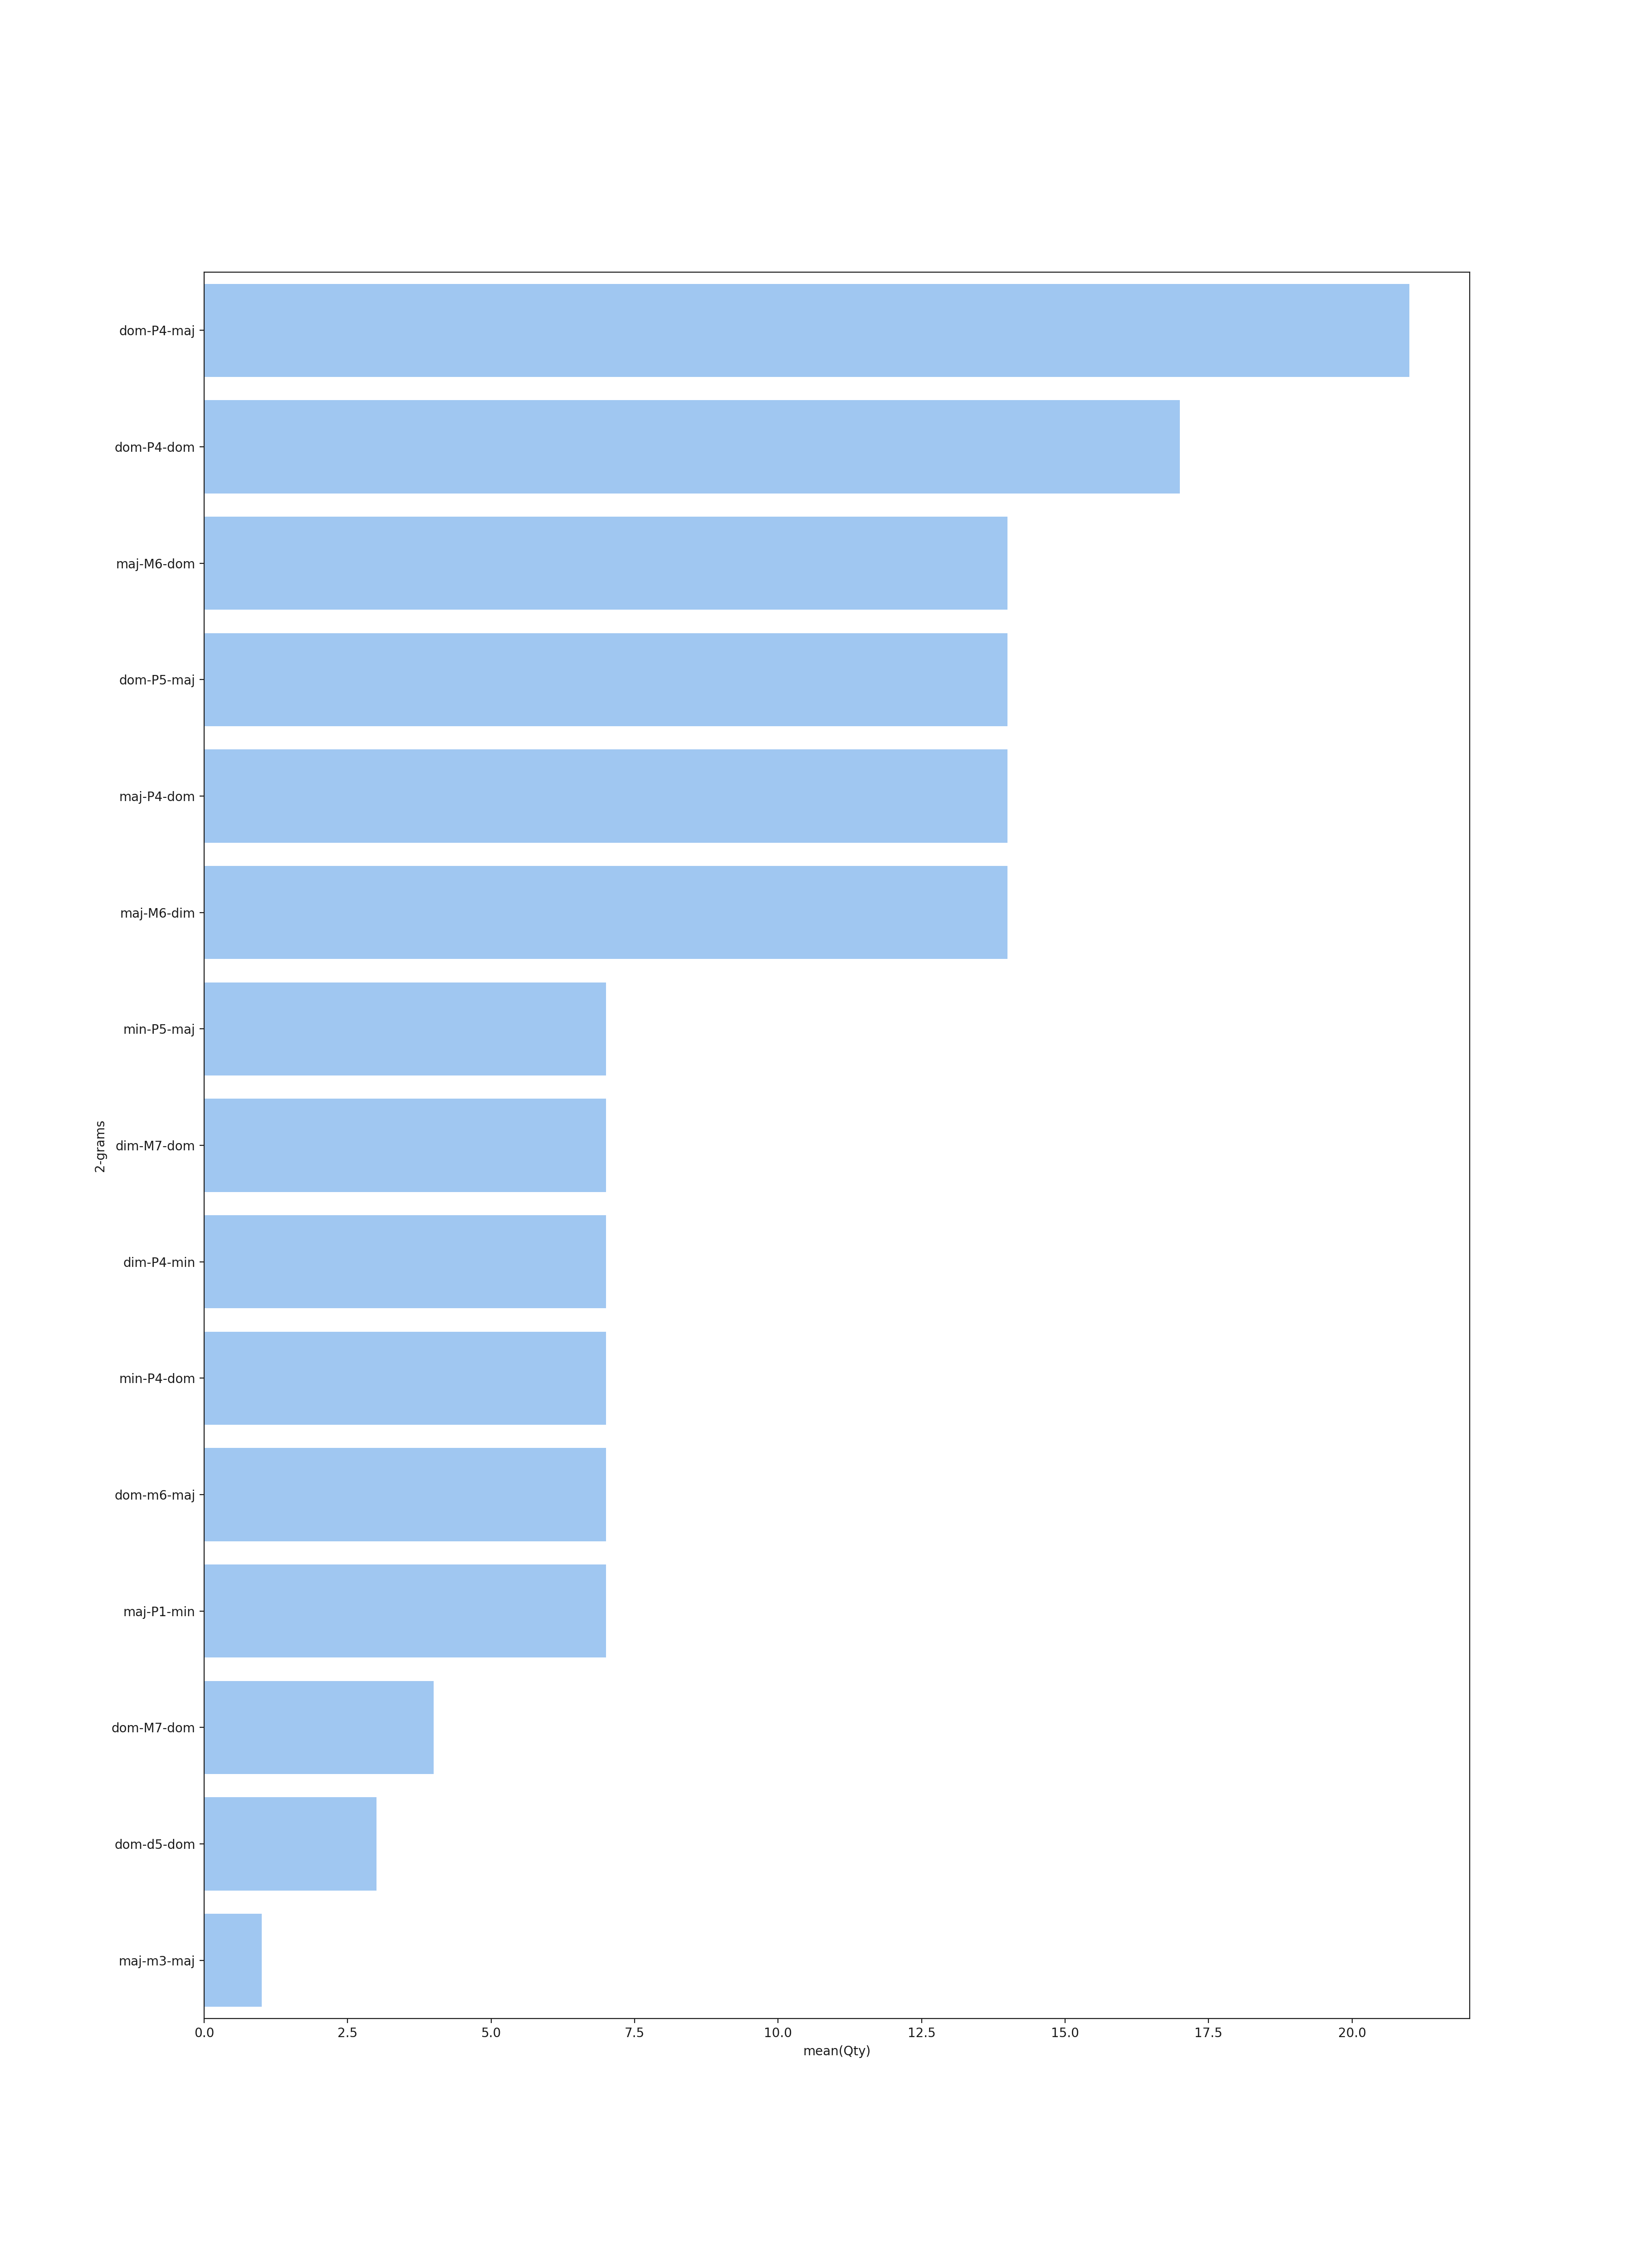 dom-P4-maj
dom-P4-dom
maj-M6-dom
dom-P5-maj
maj-P4-dom
maj-M6-dim
min-P5-maj
2-grams
dim-M7-dom
dim-P4-min
min-P4-dom
dom-m6-maj
maj-P1-min
dom-M7-dom
dom-d5-dom
maj-m3-maj
0.0 2.5 5.0 7.5 10.0 12.5 15.0 17.5 20.0
mean(Qty)